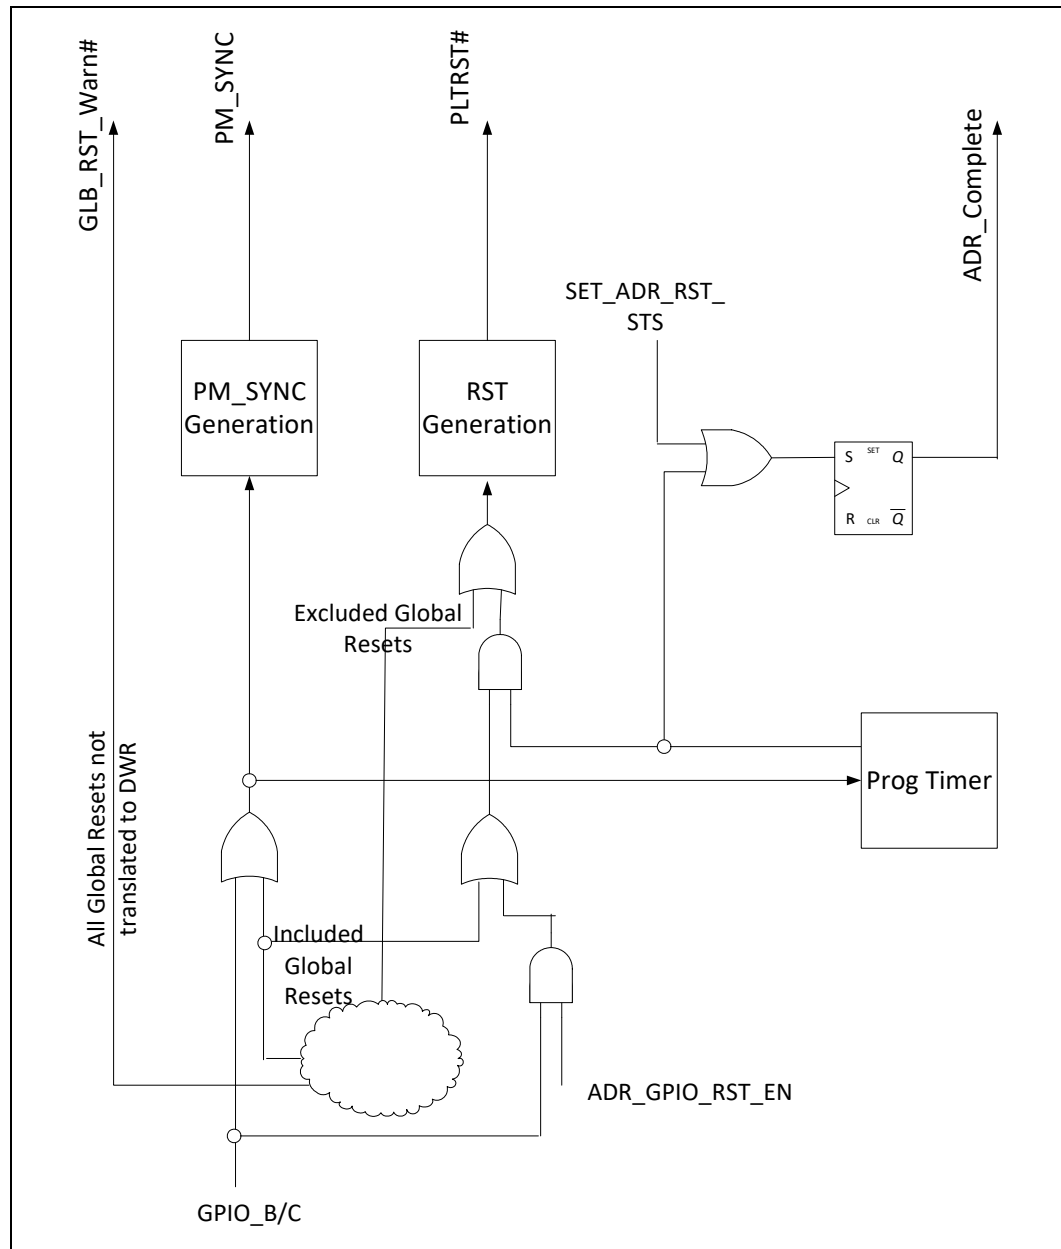 GLB_RST_Warn#
PM_SYNC
PLTRST#
ADR_Complete
SET_ADR_RST_
STS
PM_SYNC
Generation
RST
Generation
S SET Q
R CLR Q
Excluded Global
Resets
All Global Resets not
translated to DWR
Prog Timer
Included
Global
Resets
ADR_GPIO_RST_EN
GPIO_B/C